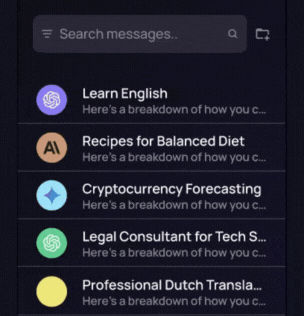 Search messages..
Learn English
Here's a breakdown of how you c...
Recipes for Balanced Diet
Here's a breakdown of how you c...
Cryptocurrency Forecasting
Here's a breakdown of how you c...
Legal Consultant for Tech S...
Here's a breakdown of how you c...
Professional Dutch Transla...
Here's a breakdown of how you c...